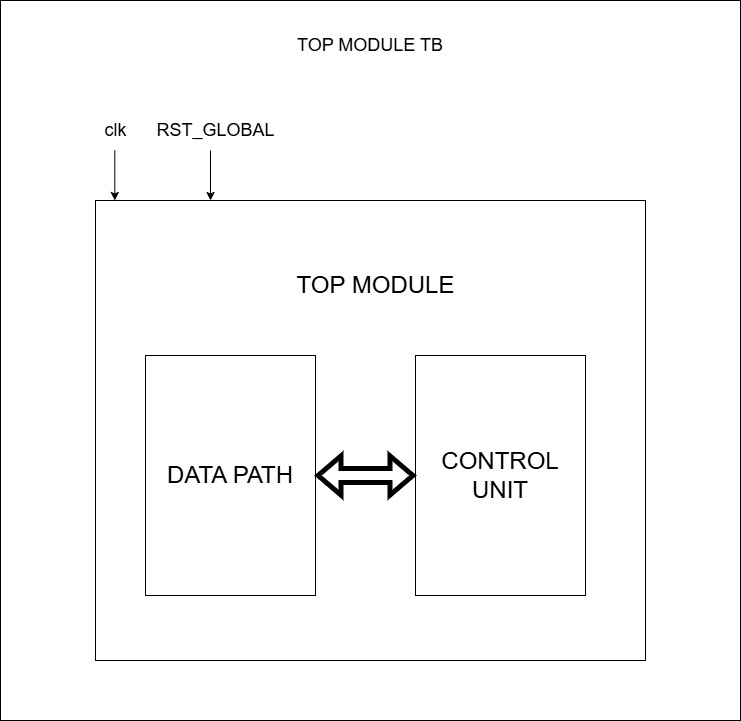 TOP MODULE TB
clk RST_GLOBAL
TOP MODULE
DATA PATH
CONTROL
UNIT